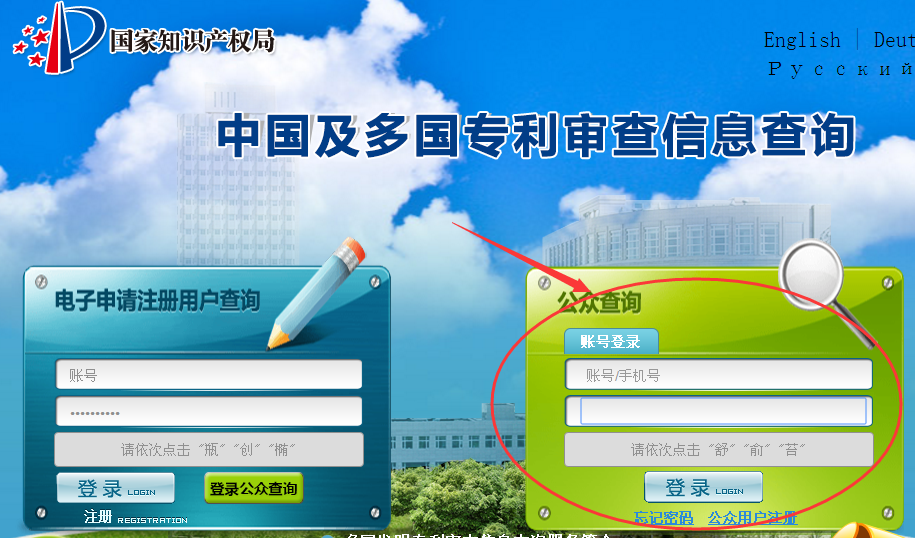 国家知识产权局
English | Deut
Русский
中国及多国专利审查信息查询
电子申请注册用户查询
账号
••••••••••
请依次点击 "瓶" "创" "椭"
登录 LOGIN
登录公众查询
注册 REGISTRATION
公众查询
账号登录
账号/手机号
请依次点击 "舒" "俞" "苔"
登录 LOGIN
忘记密码 公众用户注册